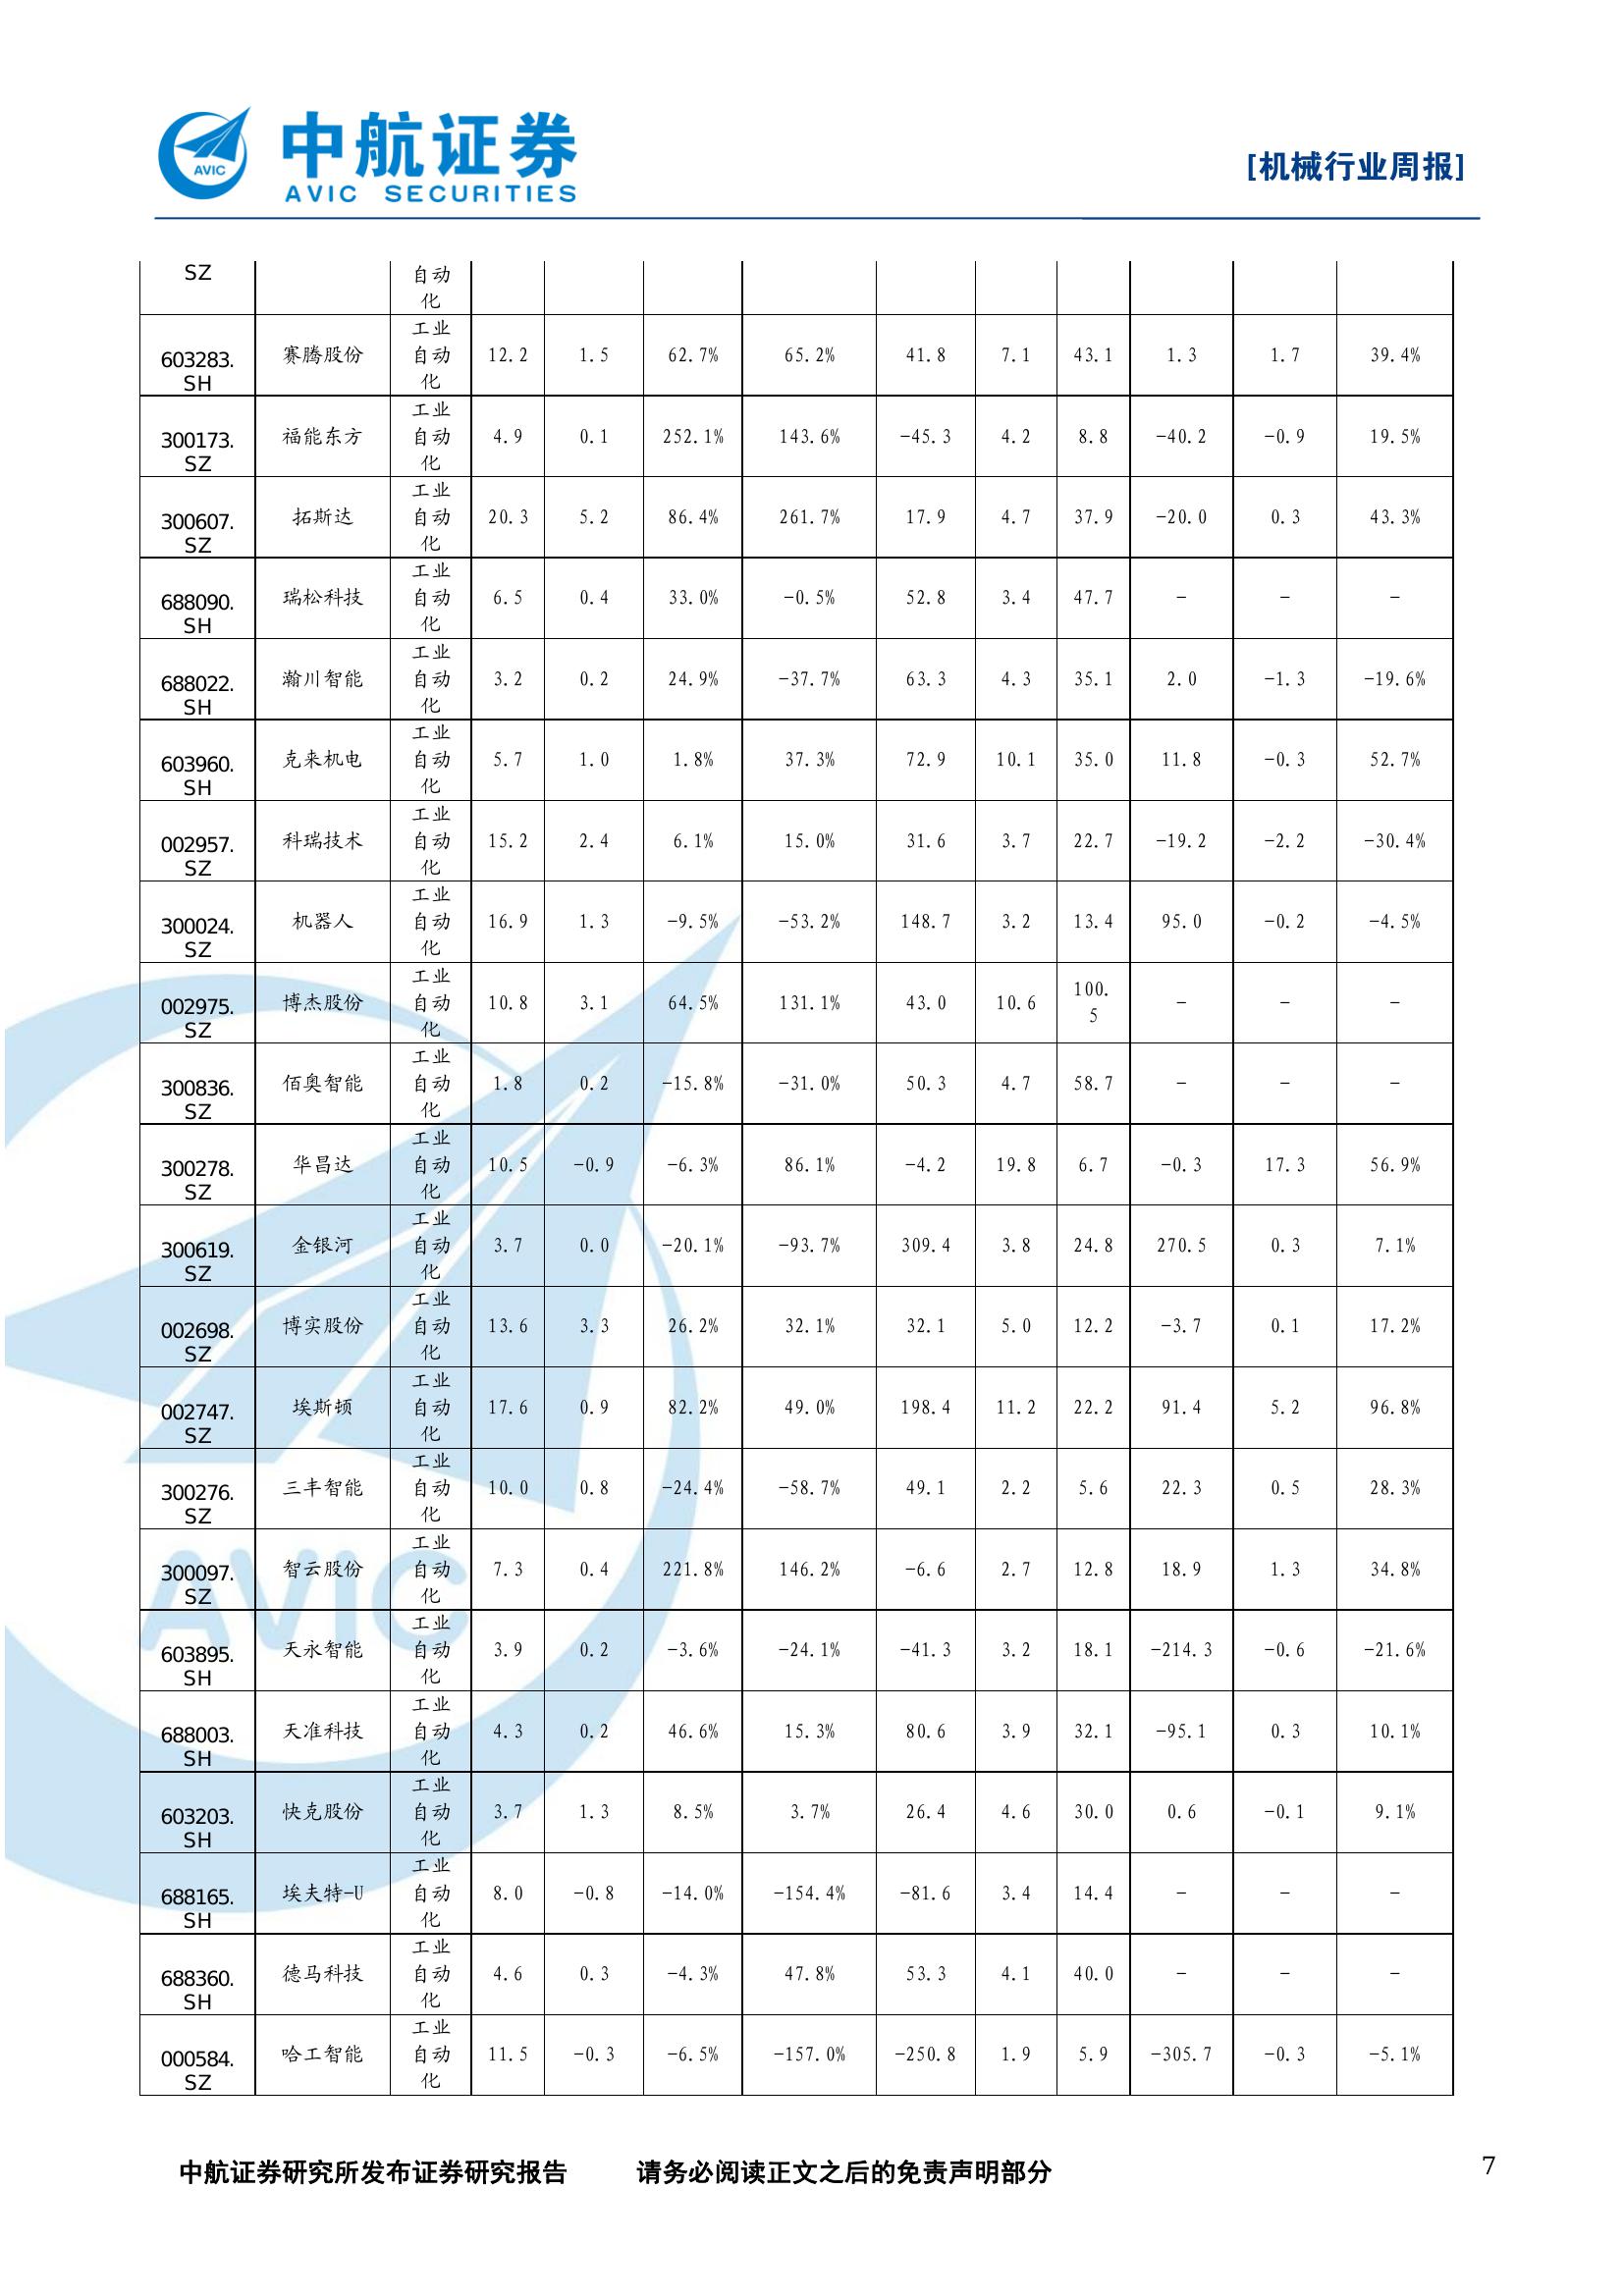 中航证券
AVIC SECURITIES
AVIC
[机械行业周报]
SZ 自动化
603283.SH 赛腾股份 工业自动化 12.2 1.5 62.7% 65.2% 41.8 7.1 43.1 1.3 1.7 39.4%
300173.SZ 福能东方 工业自动化 4.9 0.1 252.1% 143.6% -45.3 4.2 8.8 -40.2 -0.9 19.5%
300607.SZ 拓斯达 工业自动化 20.3 5.2 86.4% 261.7% 17.9 4.7 37.9 -20.0 0.3 43.3%
688090.SH 瑞松科技 工业自动化 6.5 0.4 33.0% -0.5% 52.8 3.4 47.7 - - -
688022.SH 瀚川智能 工业自动化 3.2 0.2 24.9% -37.7% 63.3 4.3 35.1 2.0 -1.3 -19.6%
603960.SH 克来机电 工业自动化 5.7 1.0 1.8% 37.3% 72.9 10.1 35.0 11.8 -0.3 52.7%
002957.SZ 科瑞技术 工业自动化 15.2 2.4 6.1% 15.0% 31.6 3.7 22.7 -19.2 -2.2 -30.4%
300024.SZ 机器人 工业自动化 16.9 1.3 -9.5% -53.2% 148.7 3.2 13.4 95.0 -0.2 -4.5%
002975.SZ 博杰股份 工业自动化 10.8 3.1 64.5% 131.1% 43.0 10.6 100.5 - - -
300836.SZ 佰奥智能 工业自动化 1.8 0.2 -15.8% -31.0% 50.3 4.7 58.7 - - -
300278.SZ 华昌达 工业自动化 10.5 -0.9 -6.3% 86.1% -4.2 19.8 6.7 -0.3 17.3 56.9%
300619.SZ 金银河 工业自动化 3.7 0.0 -20.1% -93.7% 309.4 3.8 24.8 270.5 0.3 7.1%
002698.SZ 博实股份 工业自动化 13.6 3.3 26.2% 32.1% 32.1 5.0 12.2 -3.7 0.1 17.2%
002747.SZ 埃斯顿 工业自动化 17.6 0.9 82.2% 49.0% 198.4 11.2 22.2 91.4 5.2 96.8%
300276.SZ 三丰智能 工业自动化 10.0 0.8 -24.4% -58.7% 49.1 2.2 5.6 22.3 0.5 28.3%
300097.SZ 智云股份 工业自动化 7.3 0.4 221.8% 146.2% -6.6 2.7 12.8 18.9 1.3 34.8%
603895.SH 天永智能 工业自动化 3.9 0.2 -3.6% -24.1% -41.3 3.2 18.1 -214.3 -0.6 -21.6%
688003.SH 天准科技 工业自动化 4.3 0.2 46.6% 15.3% 80.6 3.9 32.1 -95.1 0.3 10.1%
603203.SH 快克股份 工业自动化 3.7 1.3 8.5% 3.7% 26.4 4.6 30.0 0.6 -0.1 9.1%
688165.SH 埃夫特-U 工业自动化 8.0 -0.8 -14.0% -154.4% -81.6 3.4 14.4 - - -
688360.SH 德马科技 工业自动化 4.6 0.3 -4.3% 47.8% 53.3 4.1 40.0 - - -
000584.SZ 哈工智能 工业自动化 11.5 -0.3 -6.5% -157.0% -250.8 1.9 5.9 -305.7 -0.3 -5.1%
AVIC
中航证券研究所发布证券研究报告 请务必阅读正文之后的免责声明部分 7